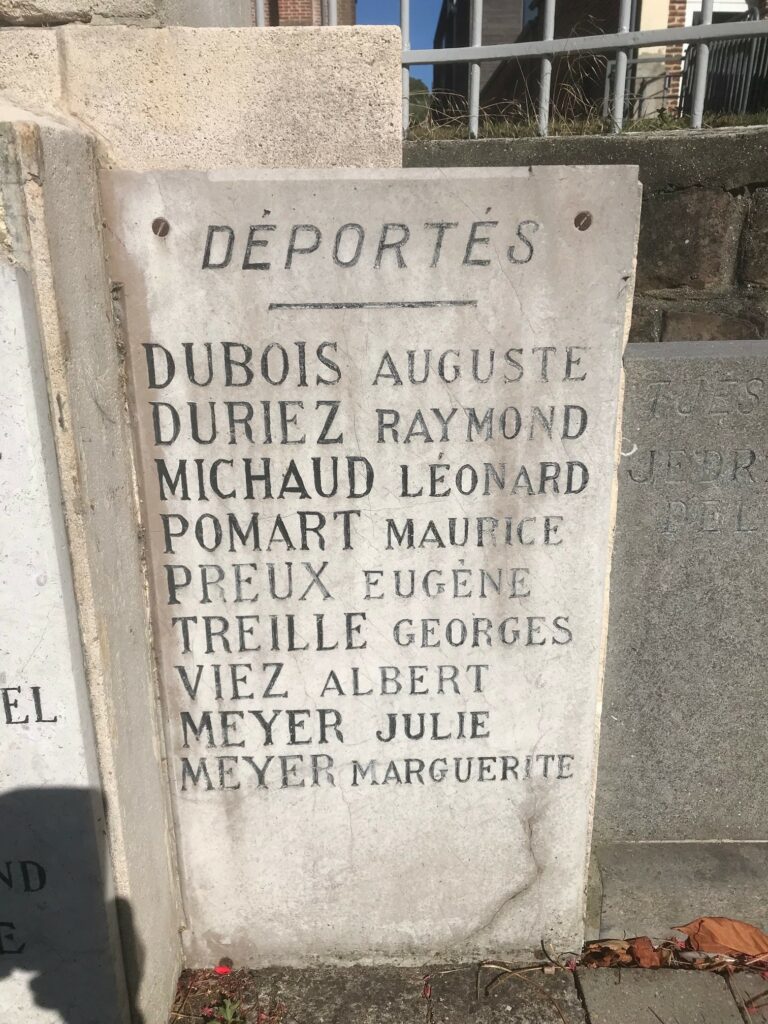 DÉPORTÉS
DUBOIS AUGUSTE
DURIEZ RAYMOND
MICHAUD LÉONARD
POMART MAURICE
PREUX EUGÈNE
TREILLE GEORGES
VIEZ ALBERT
MEYER JULIE
MEYER MARGUERITE